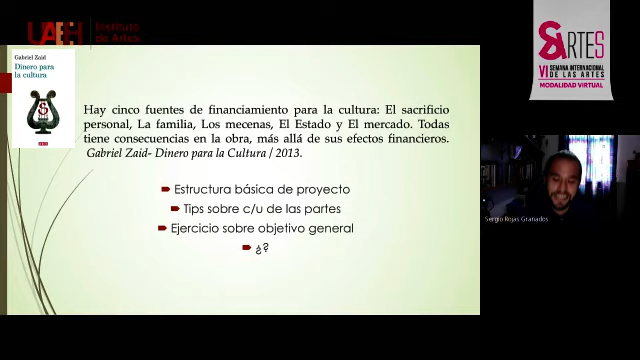 UAEH Instituto de Artes
Gabriel Zaid
Dinero para
la cultura
Hay cinco fuentes de financiamiento para la cultura: El sacrificio
personal, La familia, Los mecenas, El Estado y El mercado. Todas
tiene consecuencias en la obra, más allá de sus efectos financieros.
Gabriel Zaid- Dinero para la Cultura / 2013.
Estructura básica de proyecto
Tips sobre c/u de las partes
Ejercicio sobre objetivo general
¿?
SARTES
VI SEMANA INTERNACIONAL
DE LAS ARTES
MODALIDAD VIRTUAL
Sergio Rojas Granados